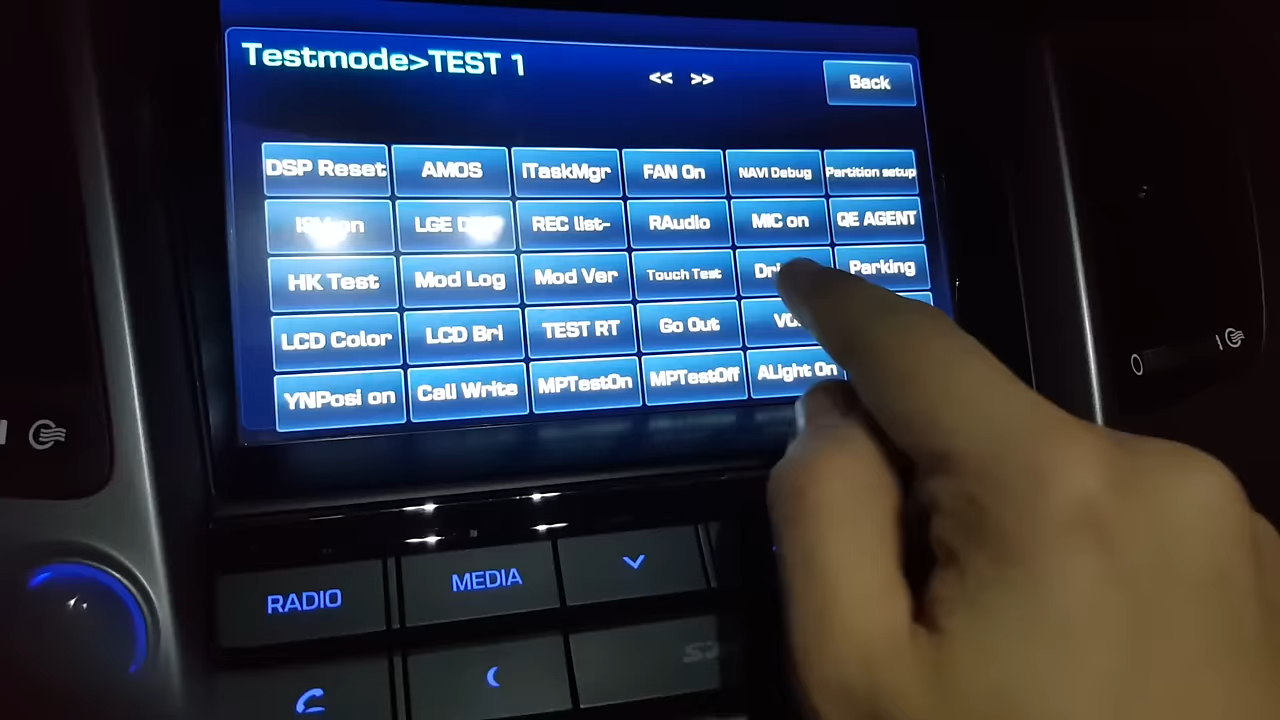 Testmode>TEST 1
<< >>
Back
DSP Reset AMOS ITaskMgr FAN On NAVI Debug Partition setup
on LGE REC list- RAudio MIC on QE AGENT
HK Test Mod Log Mod Ver Touch Test Parking
LCD Color LCD Bri TEST RT Go Out
YNPosi on Cali Write MPTestOn MPTestOff ALight On
RADIO MEDIA